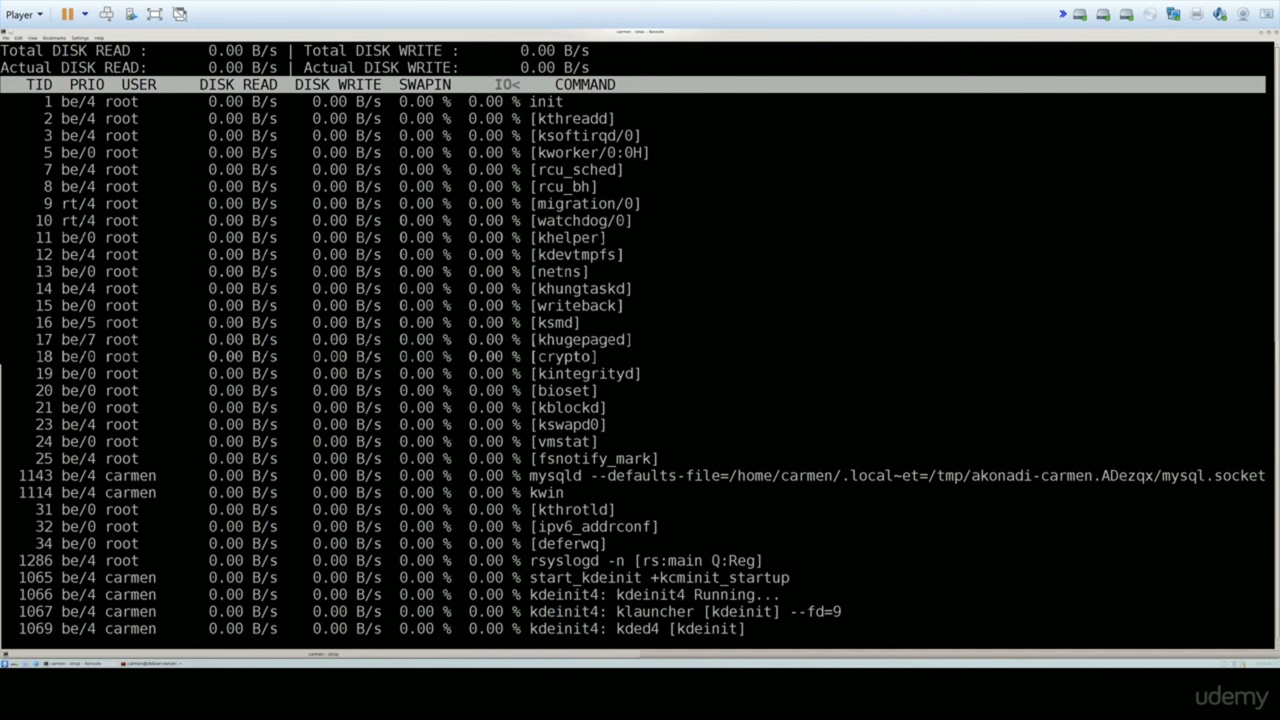 Player
carmen : iotop - Konsole
File Edit View Bookmarks Settings Help
Total DISK READ : 0.00 B/s | Total DISK WRITE : 0.00 B/s
Actual DISK READ: 0.00 B/s | Actual DISK WRITE: 0.00 B/s
TID PRIO USER DISK READ DISK WRITE SWAPIN IO< COMMAND
1 be/4 root 0.00 B/s 0.00 B/s 0.00 % 0.00 % init
2 be/4 root 0.00 B/s 0.00 B/s 0.00 % 0.00 % [kthreadd]
3 be/4 root 0.00 B/s 0.00 B/s 0.00 % 0.00 % [ksoftirqd/0]
5 be/0 root 0.00 B/s 0.00 B/s 0.00 % 0.00 % [kworker/0:0H]
7 be/4 root 0.00 B/s 0.00 B/s 0.00 % 0.00 % [rcu_sched]
8 be/4 root 0.00 B/s 0.00 B/s 0.00 % 0.00 % [rcu_bh]
9 rt/4 root 0.00 B/s 0.00 B/s 0.00 % 0.00 % [migration/0]
10 rt/4 root 0.00 B/s 0.00 B/s 0.00 % 0.00 % [watchdog/0]
11 be/0 root 0.00 B/s 0.00 B/s 0.00 % 0.00 % [khelper]
12 be/4 root 0.00 B/s 0.00 B/s 0.00 % 0.00 % [kdevtmpfs]
13 be/0 root 0.00 B/s 0.00 B/s 0.00 % 0.00 % [netns]
14 be/4 root 0.00 B/s 0.00 B/s 0.00 % 0.00 % [khungtaskd]
15 be/0 root 0.00 B/s 0.00 B/s 0.00 % 0.00 % [writeback]
16 be/5 root 0.00 B/s 0.00 B/s 0.00 % 0.00 % [ksmd]
17 be/7 root 0.00 B/s 0.00 B/s 0.00 % 0.00 % [khugepaged]
18 be/0 root 0.00 B/s 0.00 B/s 0.00 % 0.00 % [crypto]
19 be/0 root 0.00 B/s 0.00 B/s 0.00 % 0.00 % [kintegrityd]
20 be/0 root 0.00 B/s 0.00 B/s 0.00 % 0.00 % [bioset]
21 be/0 root 0.00 B/s 0.00 B/s 0.00 % 0.00 % [kblockd]
23 be/4 root 0.00 B/s 0.00 B/s 0.00 % 0.00 % [kswapd0]
24 be/0 root 0.00 B/s 0.00 B/s 0.00 % 0.00 % [vmstat]
25 be/4 root 0.00 B/s 0.00 B/s 0.00 % 0.00 % [fsnotify_mark]
1143 be/4 carmen 0.00 B/s 0.00 B/s 0.00 % 0.00 % mysqld --defaults-file=/home/carmen/.local~et=/tmp/akonadi-carmen.ADezqx/mysql.socket
1114 be/4 carmen 0.00 B/s 0.00 B/s 0.00 % 0.00 % kwin
31 be/0 root 0.00 B/s 0.00 B/s 0.00 % 0.00 % [kthrotld]
32 be/0 root 0.00 B/s 0.00 B/s 0.00 % 0.00 % [ipv6_addrconf]
34 be/0 root 0.00 B/s 0.00 B/s 0.00 % 0.00 % [deferwq]
1286 be/4 root 0.00 B/s 0.00 B/s 0.00 % 0.00 % rsyslogd -n [rs:main Q:Reg]
1065 be/4 carmen 0.00 B/s 0.00 B/s 0.00 % 0.00 % start_kdeinit +kcminit_startup
1066 be/4 carmen 0.00 B/s 0.00 B/s 0.00 % 0.00 % kdeinit4: kdeinit4 Running...
1067 be/4 carmen 0.00 B/s 0.00 B/s 0.00 % 0.00 % kdeinit4: klauncher [kdeinit] --fd=9
1069 be/4 carmen 0.00 B/s 0.00 B/s 0.00 % 0.00 % kdeinit4: kded4 [kdeinit]
carmen : iotop
carmen : iotop - Konsole
udemy